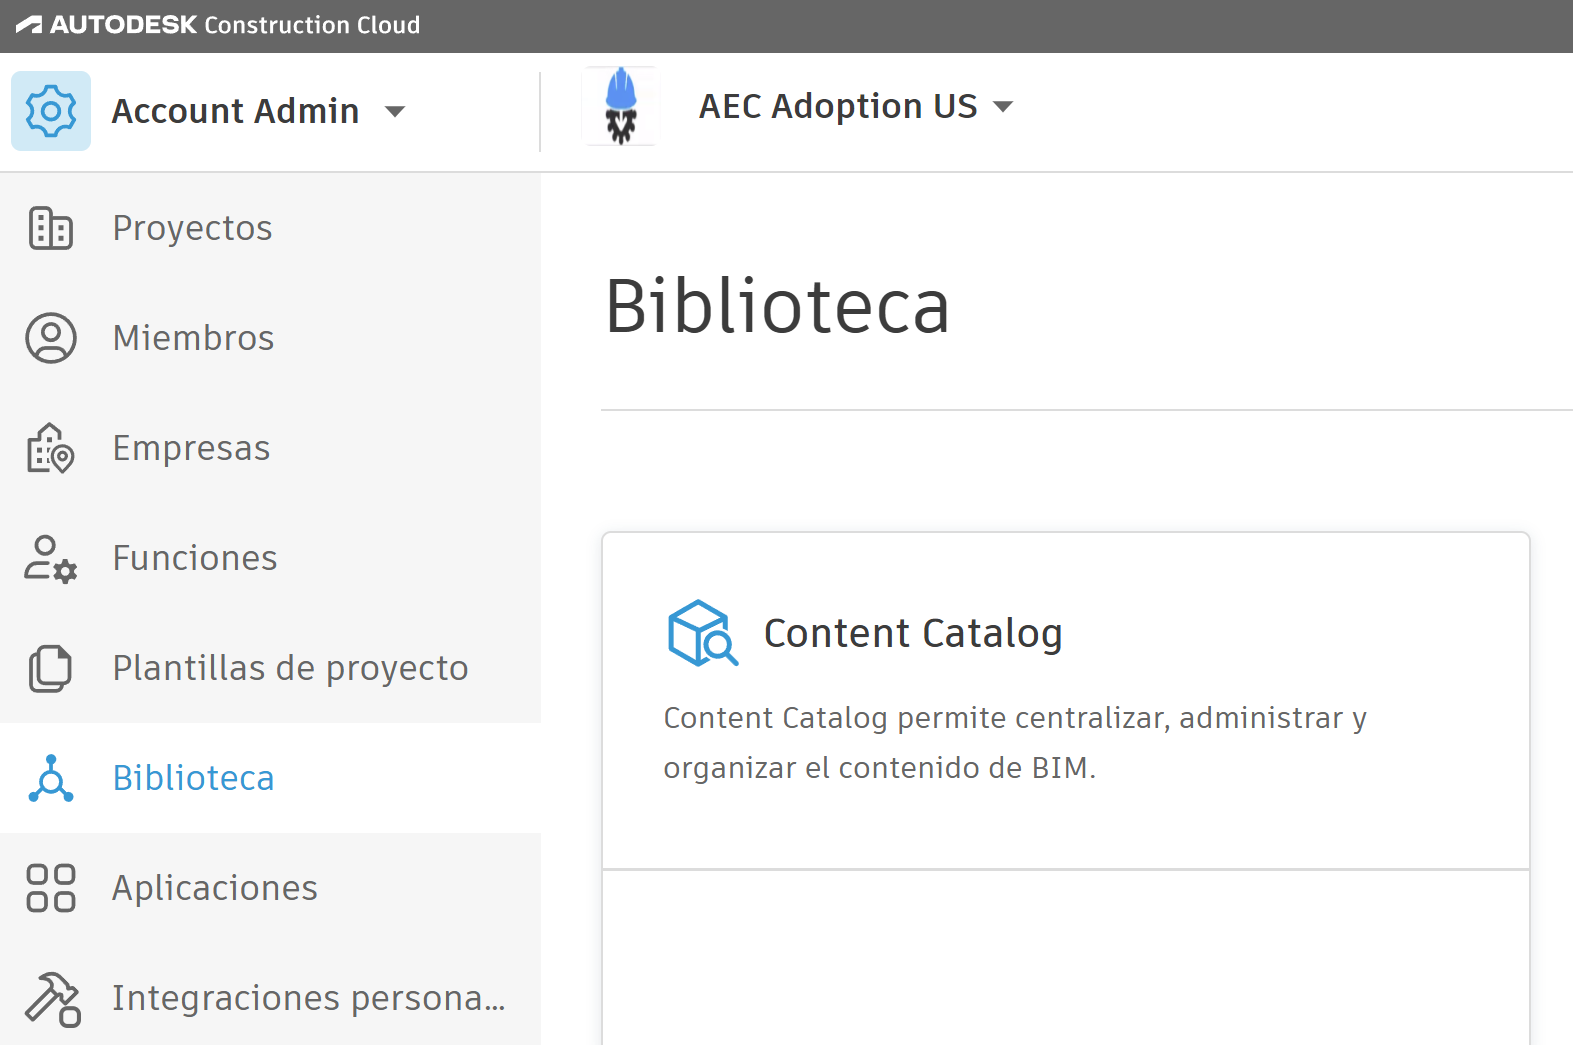 AUTODESK Construction Cloud
Account Admin
AEC Adoption US
Proyectos
Miembros
Empresas
Funciones
Plantillas de proyecto
Biblioteca
Aplicaciones
Integraciones persona...
Biblioteca
Content Catalog
Content Catalog permite centralizar, administrar y
organizar el contenido de BIM.